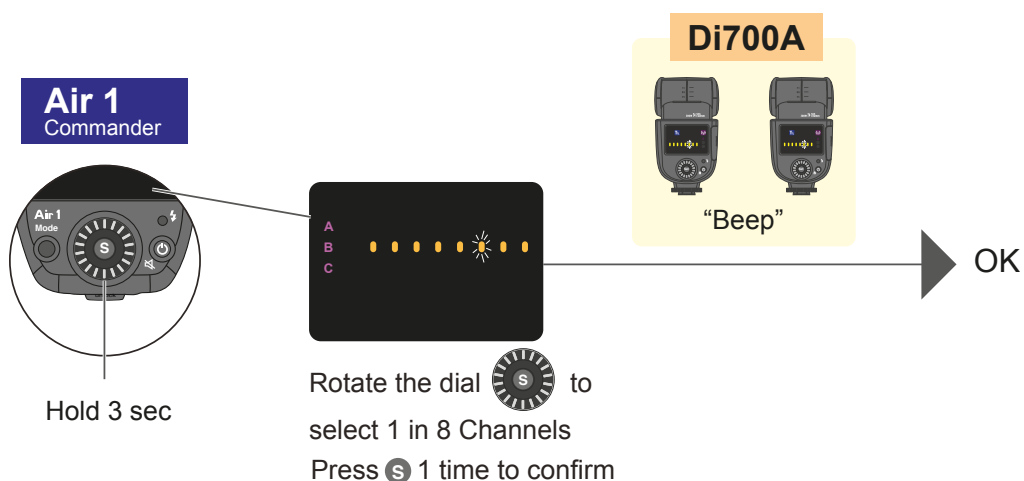 Di700A
Air 1
Commander
Air 1
Mode
S
A
B
C
“Beep”
OK
Hold 3 sec
Rotate the dial S to
select 1 in 8 Channels
Press S 1 time to confirm